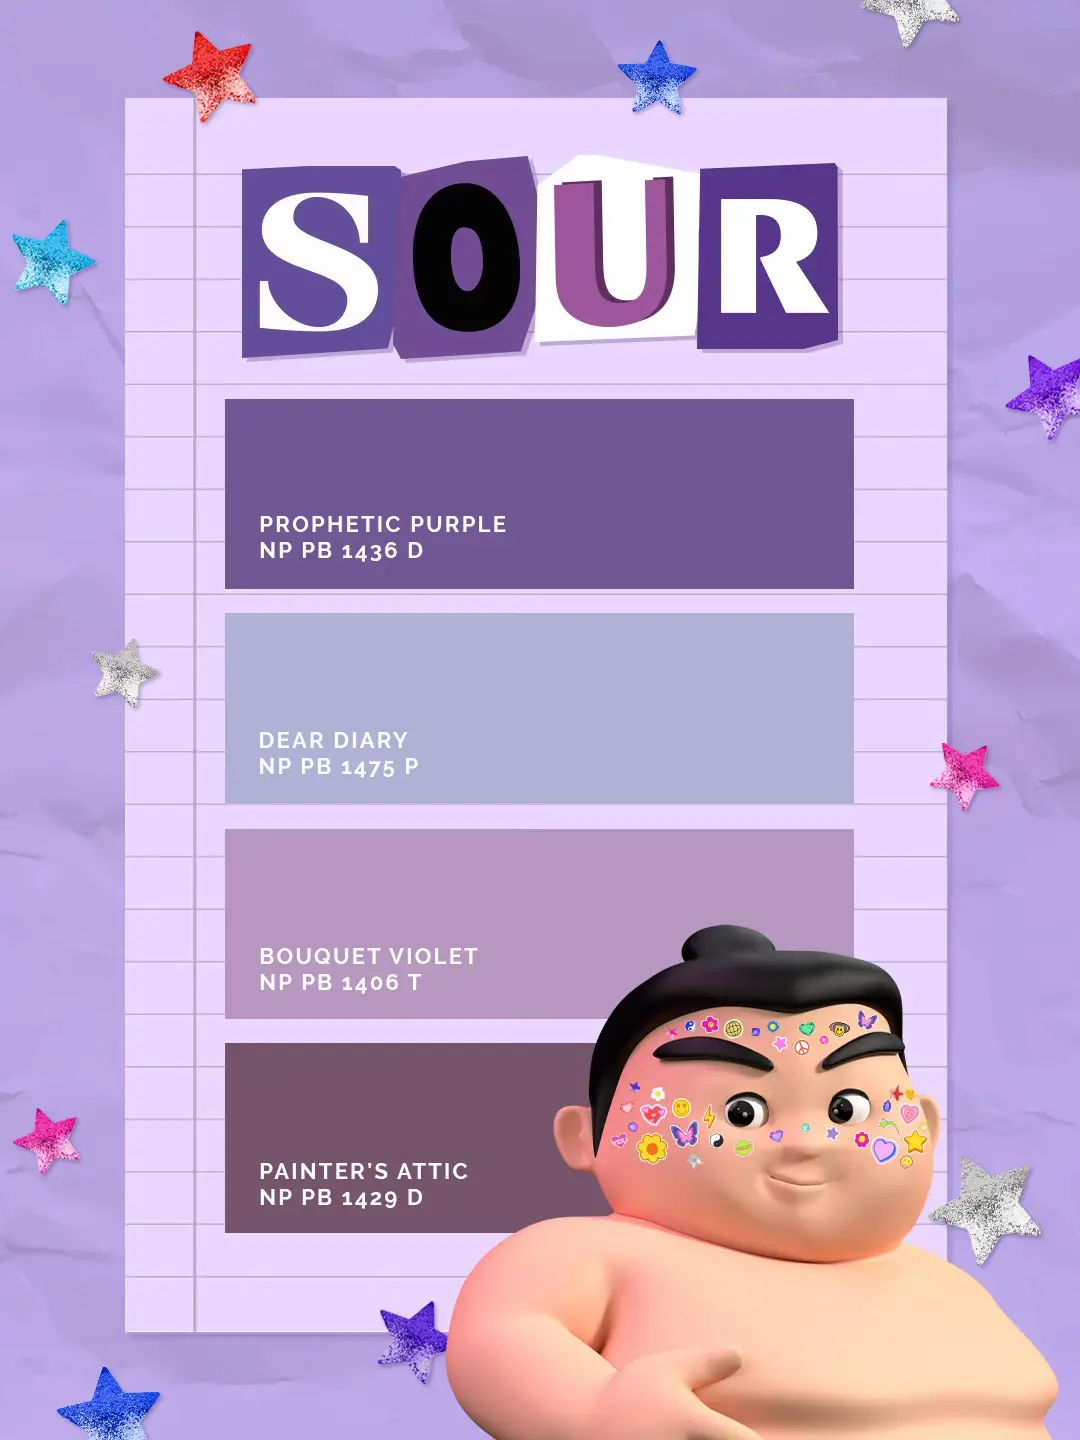 SOUR
PROPHETIC PURPLE
NP PB 1436 D
DEAR DIARY
NP PB 1475 P
BOUQUET VIOLET
NP PB 1406 T
PAINTER'S ATTIC
NP PB 1429 D